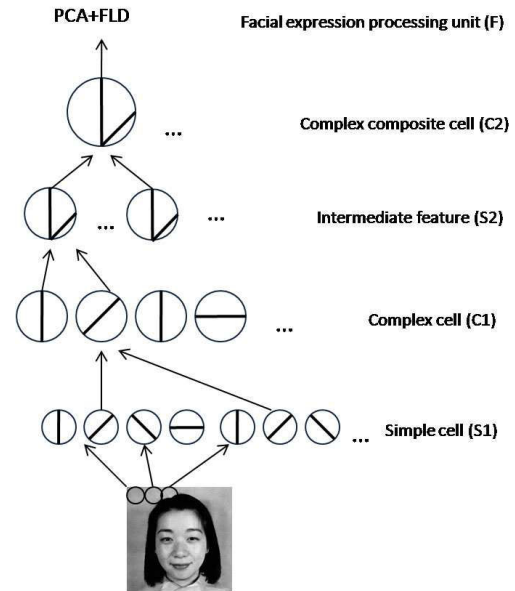 PCA+FLD
Facial expression processing unit (F)
...
Complex composite cell (C2)
...
...
Intermediate feature (S2)
...
Complex cell (C1)
...
Simple cell (S1)